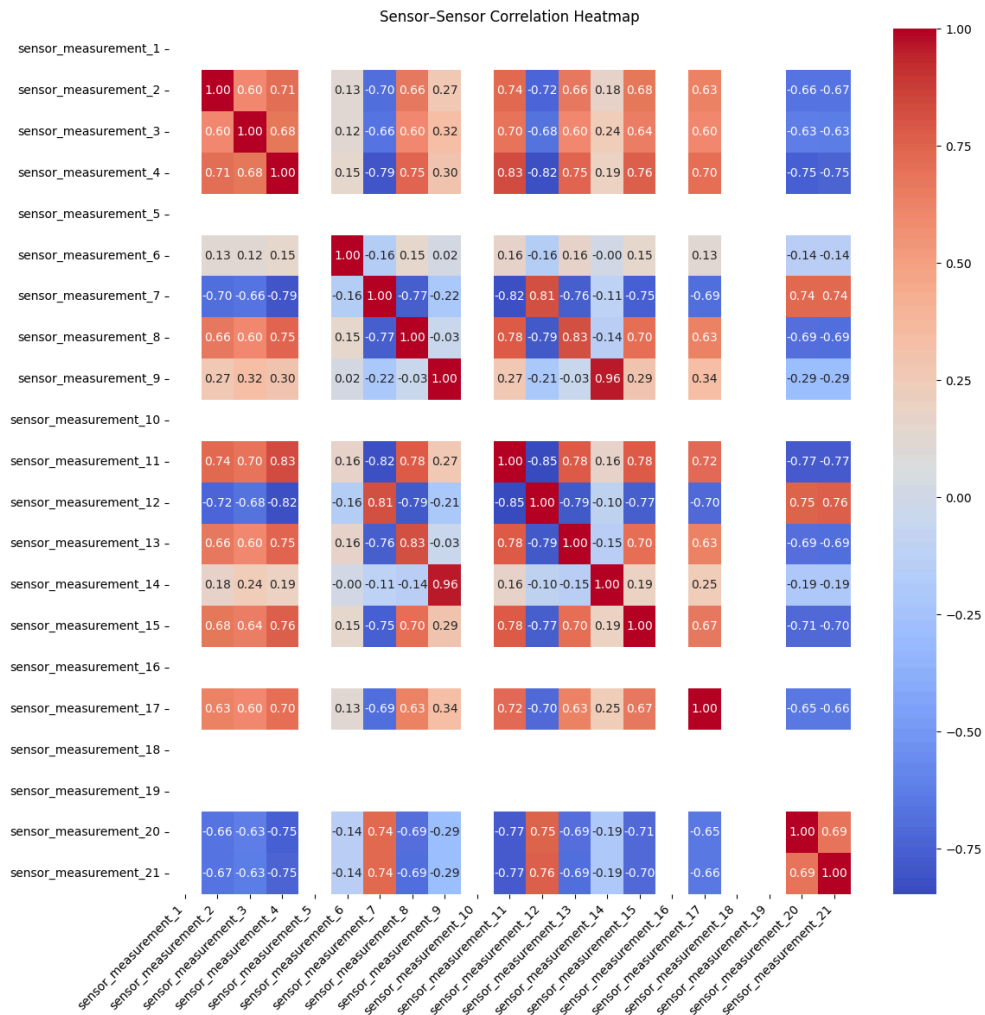 Sensor–Sensor Correlation Heatmap
sensor_measurement_1
sensor_measurement_2 1.00 0.60 0.71 0.13 -0.70 0.66 0.27 0.74 -0.72 0.66 0.18 0.68 0.63 -0.66 -0.67
sensor_measurement_3 0.60 1.00 0.68 0.12 -0.66 0.60 0.32 0.70 -0.68 0.60 0.24 0.64 0.60 -0.63 -0.63
sensor_measurement_4 0.71 0.68 1.00 0.15 -0.79 0.75 0.30 0.83 -0.82 0.75 0.19 0.76 0.70 -0.75 -0.75
sensor_measurement_5
sensor_measurement_6 0.13 0.12 0.15 1.00 -0.16 0.15 0.02 0.16 -0.16 0.16 -0.00 0.15 0.13 -0.14 -0.14
sensor_measurement_7 -0.70 -0.66 -0.79 -0.16 1.00 -0.77 -0.22 -0.82 0.81 -0.76 -0.11 -0.75 -0.69 0.74 0.74
sensor_measurement_8 0.66 0.60 0.75 0.15 -0.77 1.00 -0.03 0.78 -0.79 0.83 -0.14 0.70 0.63 -0.69 -0.69
sensor_measurement_9 0.27 0.32 0.30 0.02 -0.22 -0.03 1.00 0.27 -0.21 -0.03 0.96 0.29 0.34 -0.29 -0.29
sensor_measurement_10
sensor_measurement_11 0.74 0.70 0.83 0.16 -0.82 0.78 0.27 1.00 -0.85 0.78 0.16 0.78 0.72 -0.77 -0.77
sensor_measurement_12 -0.72 -0.68 -0.82 -0.16 0.81 -0.79 -0.21 -0.85 1.00 -0.79 -0.10 -0.77 -0.70 0.75 0.76
sensor_measurement_13 0.66 0.60 0.75 0.16 -0.76 0.83 -0.03 0.78 -0.79 1.00 -0.15 0.70 0.63 -0.69 -0.69
sensor_measurement_14 0.18 0.24 0.19 -0.00 -0.11 -0.14 0.96 0.16 -0.10 -0.15 1.00 0.19 0.25 -0.19 -0.19
sensor_measurement_15 0.68 0.64 0.76 0.15 -0.75 0.70 0.29 0.78 -0.77 0.70 0.19 1.00 0.67 -0.71 -0.70
sensor_measurement_16
sensor_measurement_17 0.63 0.60 0.70 0.13 -0.69 0.63 0.34 0.72 -0.70 0.63 0.25 0.67 1.00 -0.65 -0.66
sensor_measurement_18
sensor_measurement_19
sensor_measurement_20 -0.66 -0.63 -0.75 -0.14 0.74 -0.69 -0.29 -0.77 0.75 -0.69 -0.19 -0.71 -0.65 1.00 0.69
sensor_measurement_21 -0.67 -0.63 -0.75 -0.14 0.74 -0.69 -0.29 -0.77 0.76 -0.69 -0.19 -0.70 -0.66 0.69 1.00
sensor_measurement_1
sensor_measurement_2
sensor_measurement_3
sensor_measurement_4
sensor_measurement_5
sensor_measurement_6
sensor_measurement_7
sensor_measurement_8
sensor_measurement_9
sensor_measurement_10
sensor_measurement_11
sensor_measurement_12
sensor_measurement_13
sensor_measurement_14
sensor_measurement_15
sensor_measurement_16
sensor_measurement_17
sensor_measurement_18
sensor_measurement_19
sensor_measurement_20
sensor_measurement_21
1.00
0.75
0.50
0.25
0.00
−0.25
−0.50
−0.75